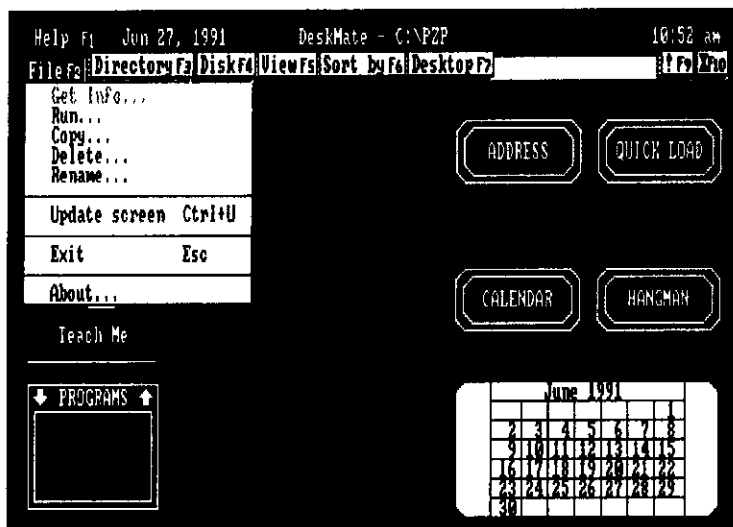 Help F1 Jun 27, 1991 DeskMate - C:\PZP 10:52 am
File F2 Directory F3 Disk F4 View F5 Sort by F6 Desktop F7 F9 F10
Get Info...
Run...
Copy...
Delete...
Rename...
Update screen Ctrl+U
Exit Esc
About...
ADDRESS QUICK LOAD
CALENDAR HANGMAN
Teach Me
PROGRAMS
June 1991
1
2 3 4 5 6 7 8
9 10 11 12 13 14 15
16 17 18 19 20 21 22
23 24 25 26 27 28 29
30